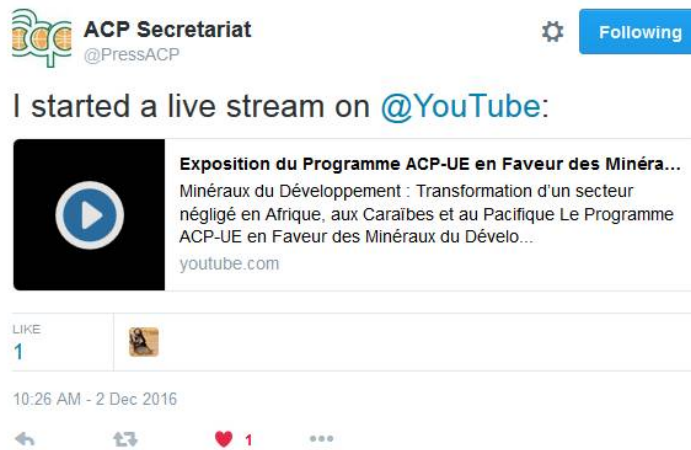 acp
ACP Secretariat
@PressACP
Following
I started a live stream on @YouTube:
Exposition du Programme ACP-UE en Faveur des Minéra...
Minéraux du Développement : Transformation d'un secteur
négligé en Afrique, aux Caraïbes et au Pacifique Le Programme
ACP-UE en Faveur des Minéraux du Dévelo...
youtube.com
LIKE
1
10:26 AM - 2 Dec 2016
1